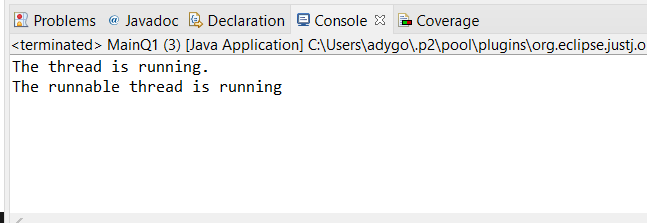 Problems @ Javadoc Declaration Console Coverage
<terminated> MainQ1 (3) [Java Application] C:\Users\adygo\.p2\pool\plugins\org.eclipse.justj.o
The thread is running.
The runnable thread is running